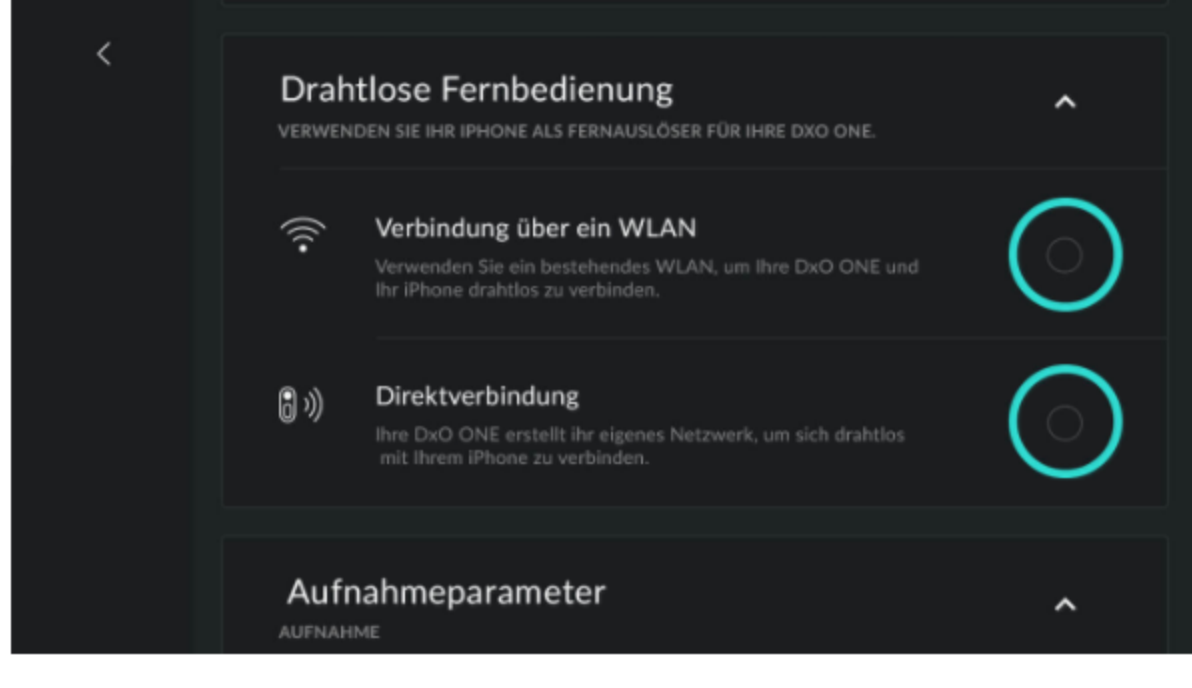 Drahtlose Fernbedienung
VERWENDEN SIE IHR IPHONE ALS FERNAUSLÖSER FÜR IHRE DXO ONE.
Verbindung über ein WLAN
Verwenden Sie ein bestehendes WLAN, um Ihre DxO ONE und
Ihr iPhone drahtlos zu verbinden.
Direktverbindung
Ihre DxO ONE erstellt ihr eigenes Netzwerk, um sich drahtlos
mit Ihrem iPhone zu verbinden.
Aufnahmeparameter
AUFNAHME